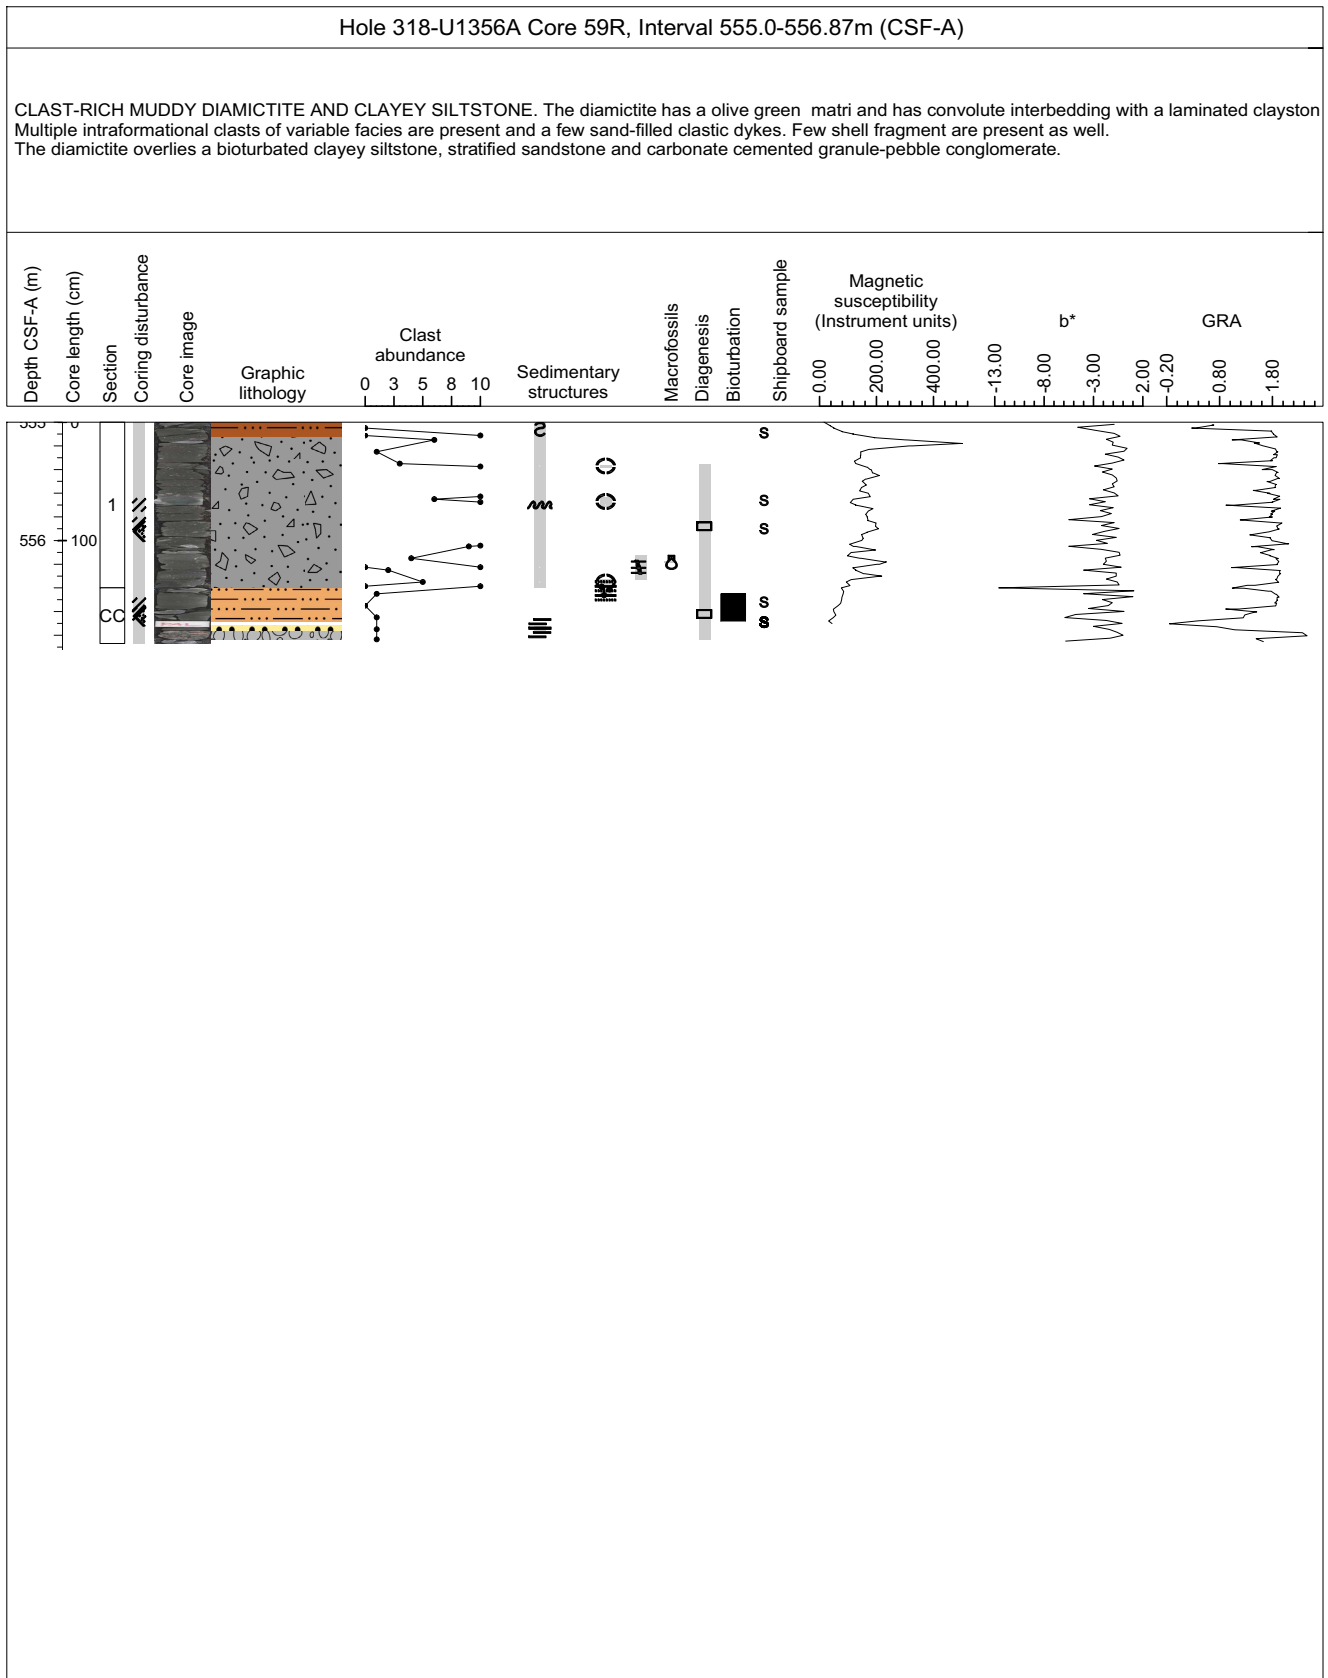 Hole 318-U1356A Core 59R, Interval 555.0-556.87m (CSF-A)
CLAST-RICH MUDDY DIAMICTITE AND CLAYEY SILTSTONE. The diamictite has a olive green matri and has convolute interbedding with a laminated clayston
Multiple intraformational clasts of variable facies are present and a few sand-filled clastic dykes. Few shell fragment are present as well.
The diamictite overlies a bioturbated clayey siltstone, stratified sandstone and carbonate cemented granule-pebble conglomerate.
Depth CSF-A (m)
Core length (cm)
Section
Coring disturbance
Core image
Graphic
lithology
Clast
abundance
0 3 5 8 10
Sedimentary
structures
Macrofossils
Diagenesis
Bioturbation
Shipboard sample
Magnetic
susceptibility
(Instrument units)
0.00 200.00 400.00
b*
-13.00 -8.00 -3.00 2.00
GRA
-0.20 0.80 1.80
555 0
S
1
S
S
556 100
CC
S
S